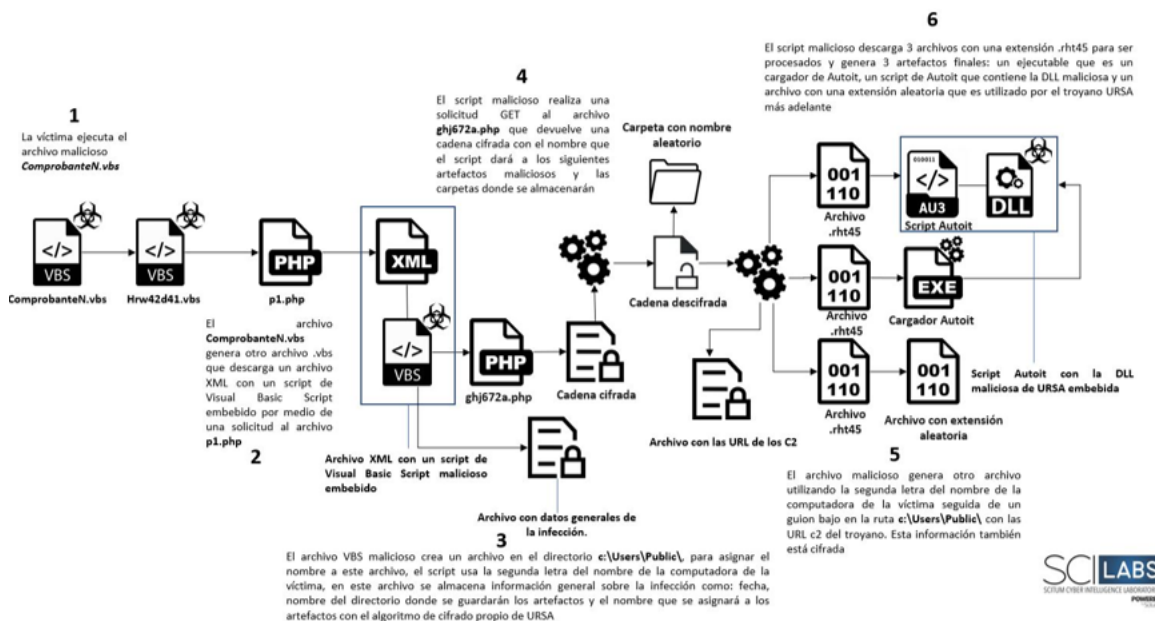 1
La víctima ejecuta el
archivo malicioso
ComprobanteN.vbs
</>
VBS
ComprobanteN.vbs
</>
VBS
Hrw42d41.vbs
PHP
p1.php
</>
XML
El archivo
ComprobanteN.vbs
genera otro archivo .vbs
que descarga un archivo
XML con un script de
Visual Basic Script
embebido por medio de
una solicitud al archivo
p1.php
2
</>
VBS
Archivo XML con un script de
Visual Basic Script malicioso
embebido
PHP
ghj672a.php
Cadena cifrada
Archivo con datos generales de
la infección.
3
El archivo VBS malicioso crea un archivo en el directorio c:\Users\Public\, para asignar el
nombre a este archivo, el script usa la segunda letra del nombre de la computadora de la
víctima, en este archivo se almacena información general sobre la infección como: fecha,
nombre del directorio donde se guardarán los artefactos y el nombre que se asignará a los
artefactos con el algoritmo de cifrado propio de URSA
4
El script malicioso realiza una
solicitud GET al archivo
ghj672a.php que devuelve una
cadena cifrada con el nombre que
el script dará a los siguientes
artefactos maliciosos y las
carpetas donde se almacenarán
Carpeta con nombre
aleatorio
Cadena descifrada
Archivo con las URL de los C2
6
El script malicioso descarga 3 archivos con una extensión .rht45 para ser
procesados y genera 3 artefactos finales: un ejecutable que es un
cargador de Autoit, un script de Autoit que contiene la DLL maliciosa y un
archivo con una extensión aleatoria que es utilizado por el troyano URSA
más adelante
001
110
Archivo
.rht45
010011
</>
AU3
Script Autoit
DLL
001
110
Archivo
.rht45
EXE
Cargador Autoit
001
110
Archivo
.rht45
001
110
Archivo con extensión
aleatoria
Script Autoit con la DLL
maliciosa de URSA embebida
5
El archivo malicioso genera otro archivo
utilizando la segunda letra del nombre de la
computadora de la víctima seguida de un
guion bajo en la ruta c:\Users\Public\ con las
URL c2 del troyano. Esta información también
está cifrada
SCILABS
SCITUM CYBER INTELLIGENCE LABORATOR
POWERE